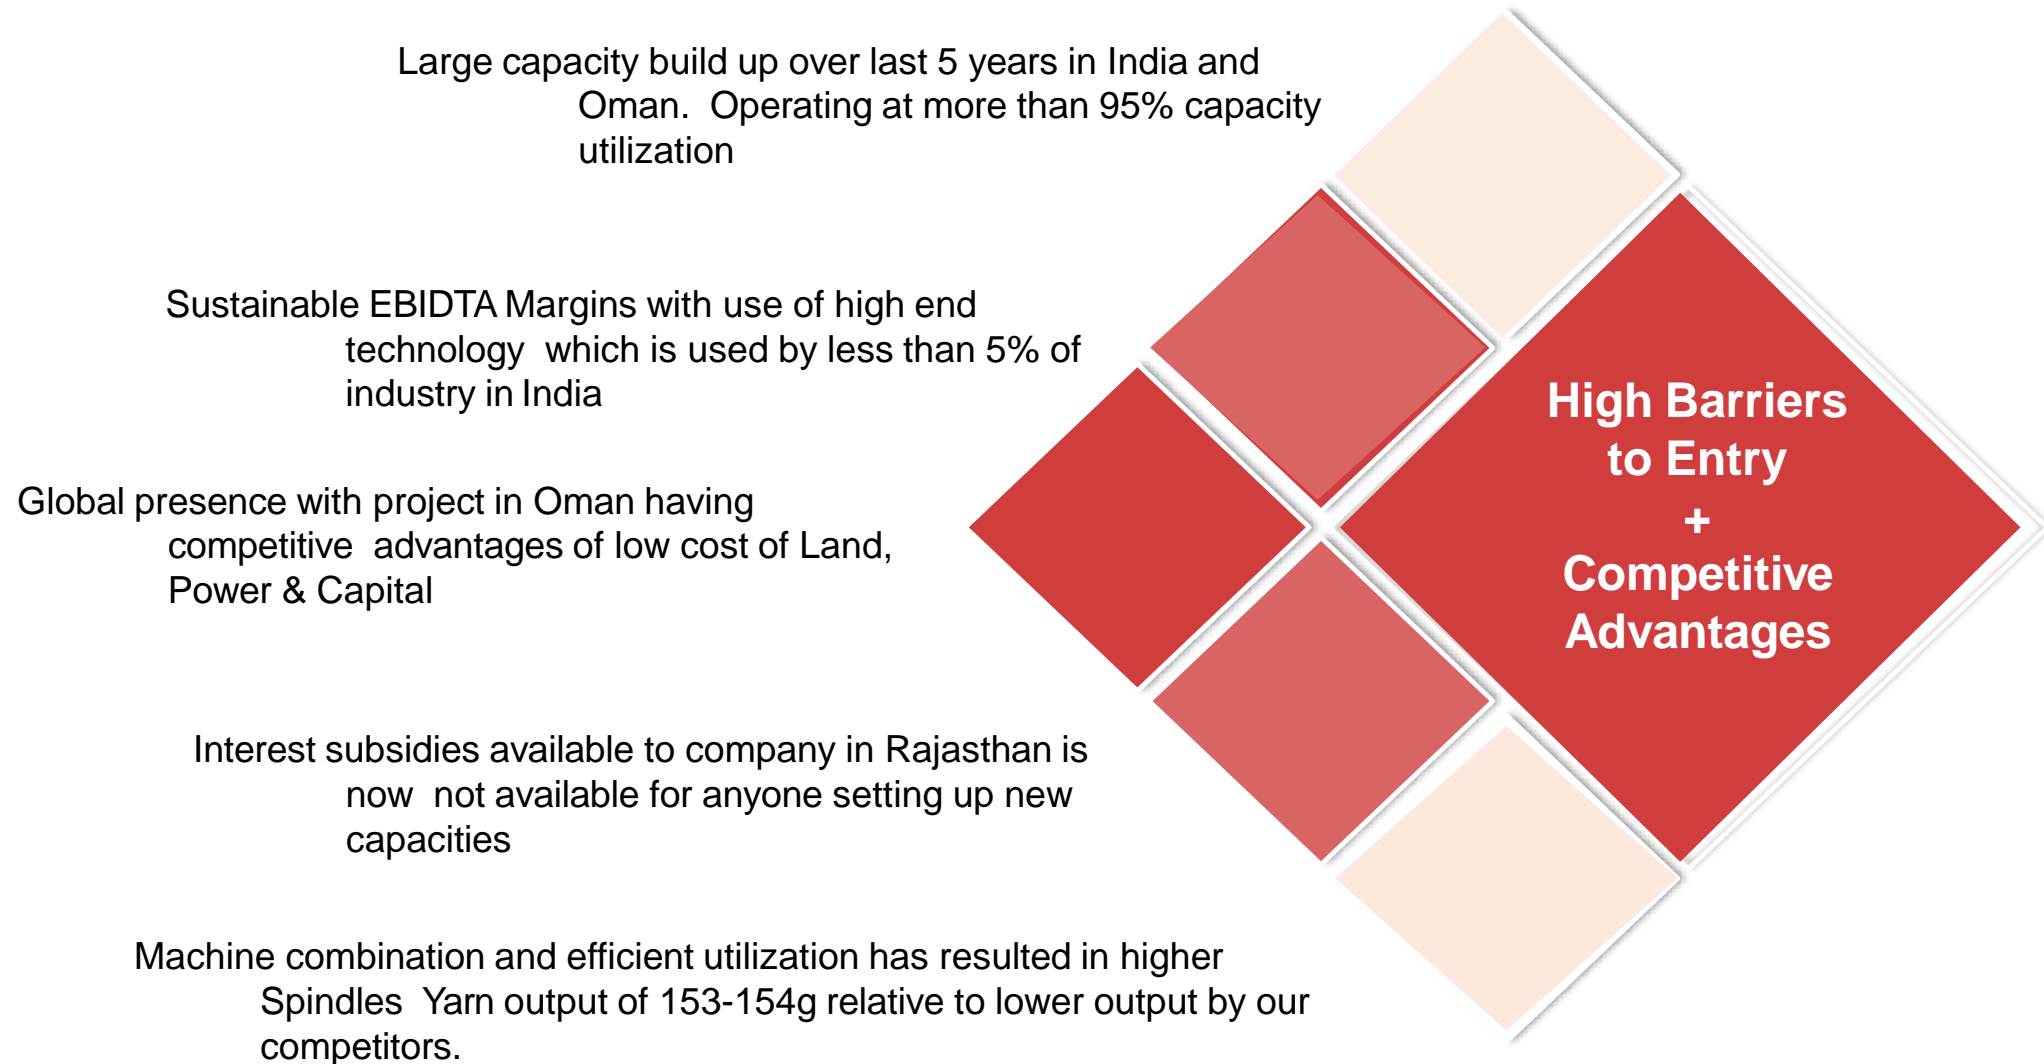 Large capacity build up over last 5 years in India and
Oman. Operating at more than 95% capacity
utilization
Sustainable EBIDTA Margins with use of high end
technology which is used by less than 5% of
industry in India
Global presence with project in Oman having
competitive advantages of low cost of Land,
Power & Capital
Interest subsidies available to company in Rajasthan is
now not available for anyone setting up new
capacities
Machine combination and efficient utilization has resulted in higher
Spindles Yarn output of 153-154g relative to lower output by our
competitors.
High Barriers
to Entry
+
Competitive
Advantages